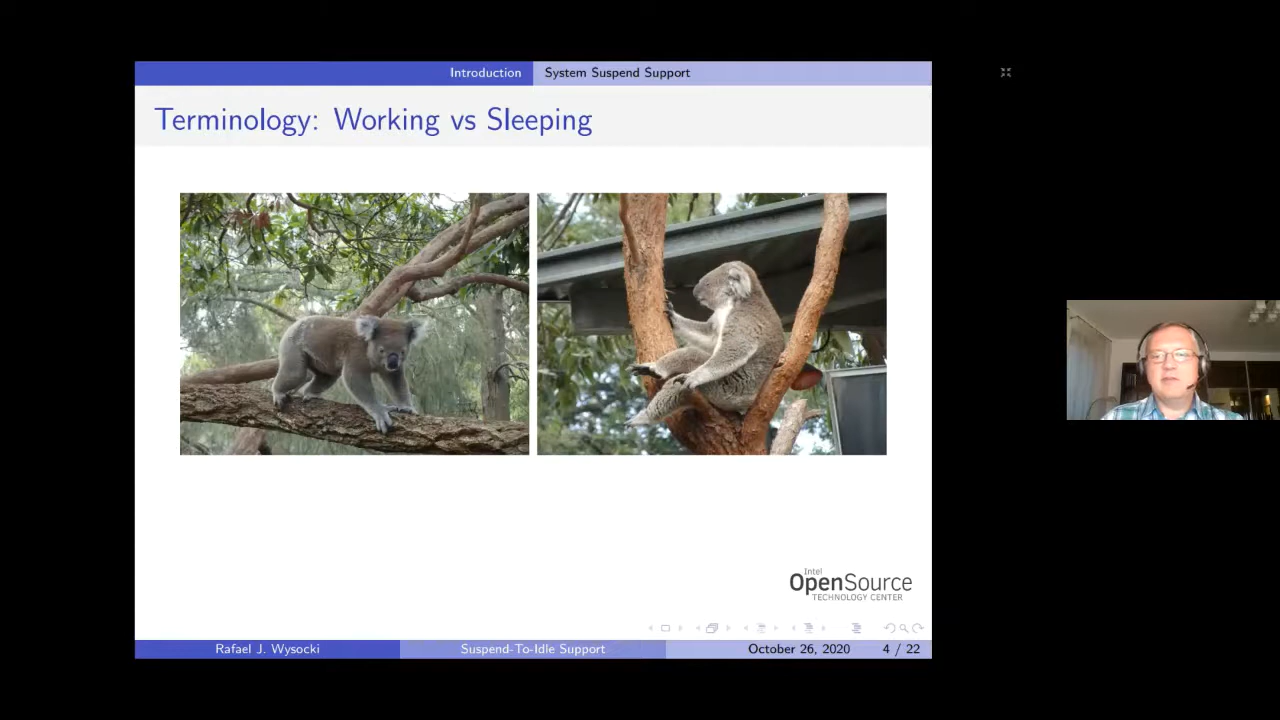 Introduction System Suspend Support
Terminology: Working vs Sleeping
Intel
OpenSource
TECHNOLOGY CENTER
Rafael J. Wysocki Suspend-To-Idle Support October 26, 2020 4 / 22